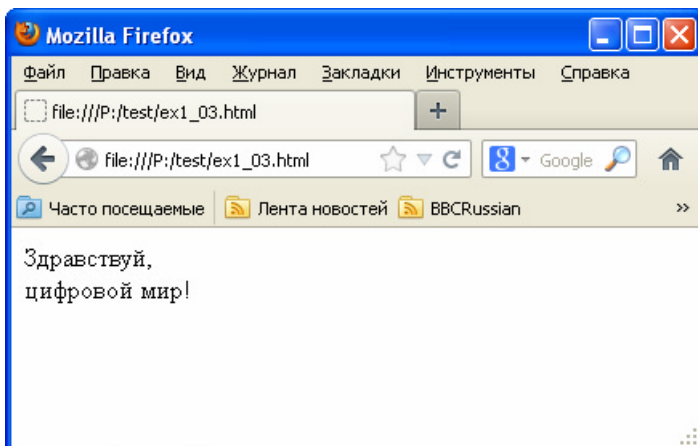 Mozilla Firefox
Файл Правка Вид Журнал Закладки Инструменты Справка
file:///P:/test/ex1_03.html +
file:///P:/test/ex1_03.html 8 Google
Часто посещаемые Лента новостей BBCRussian »
Здравствуй,
цифровой мир!